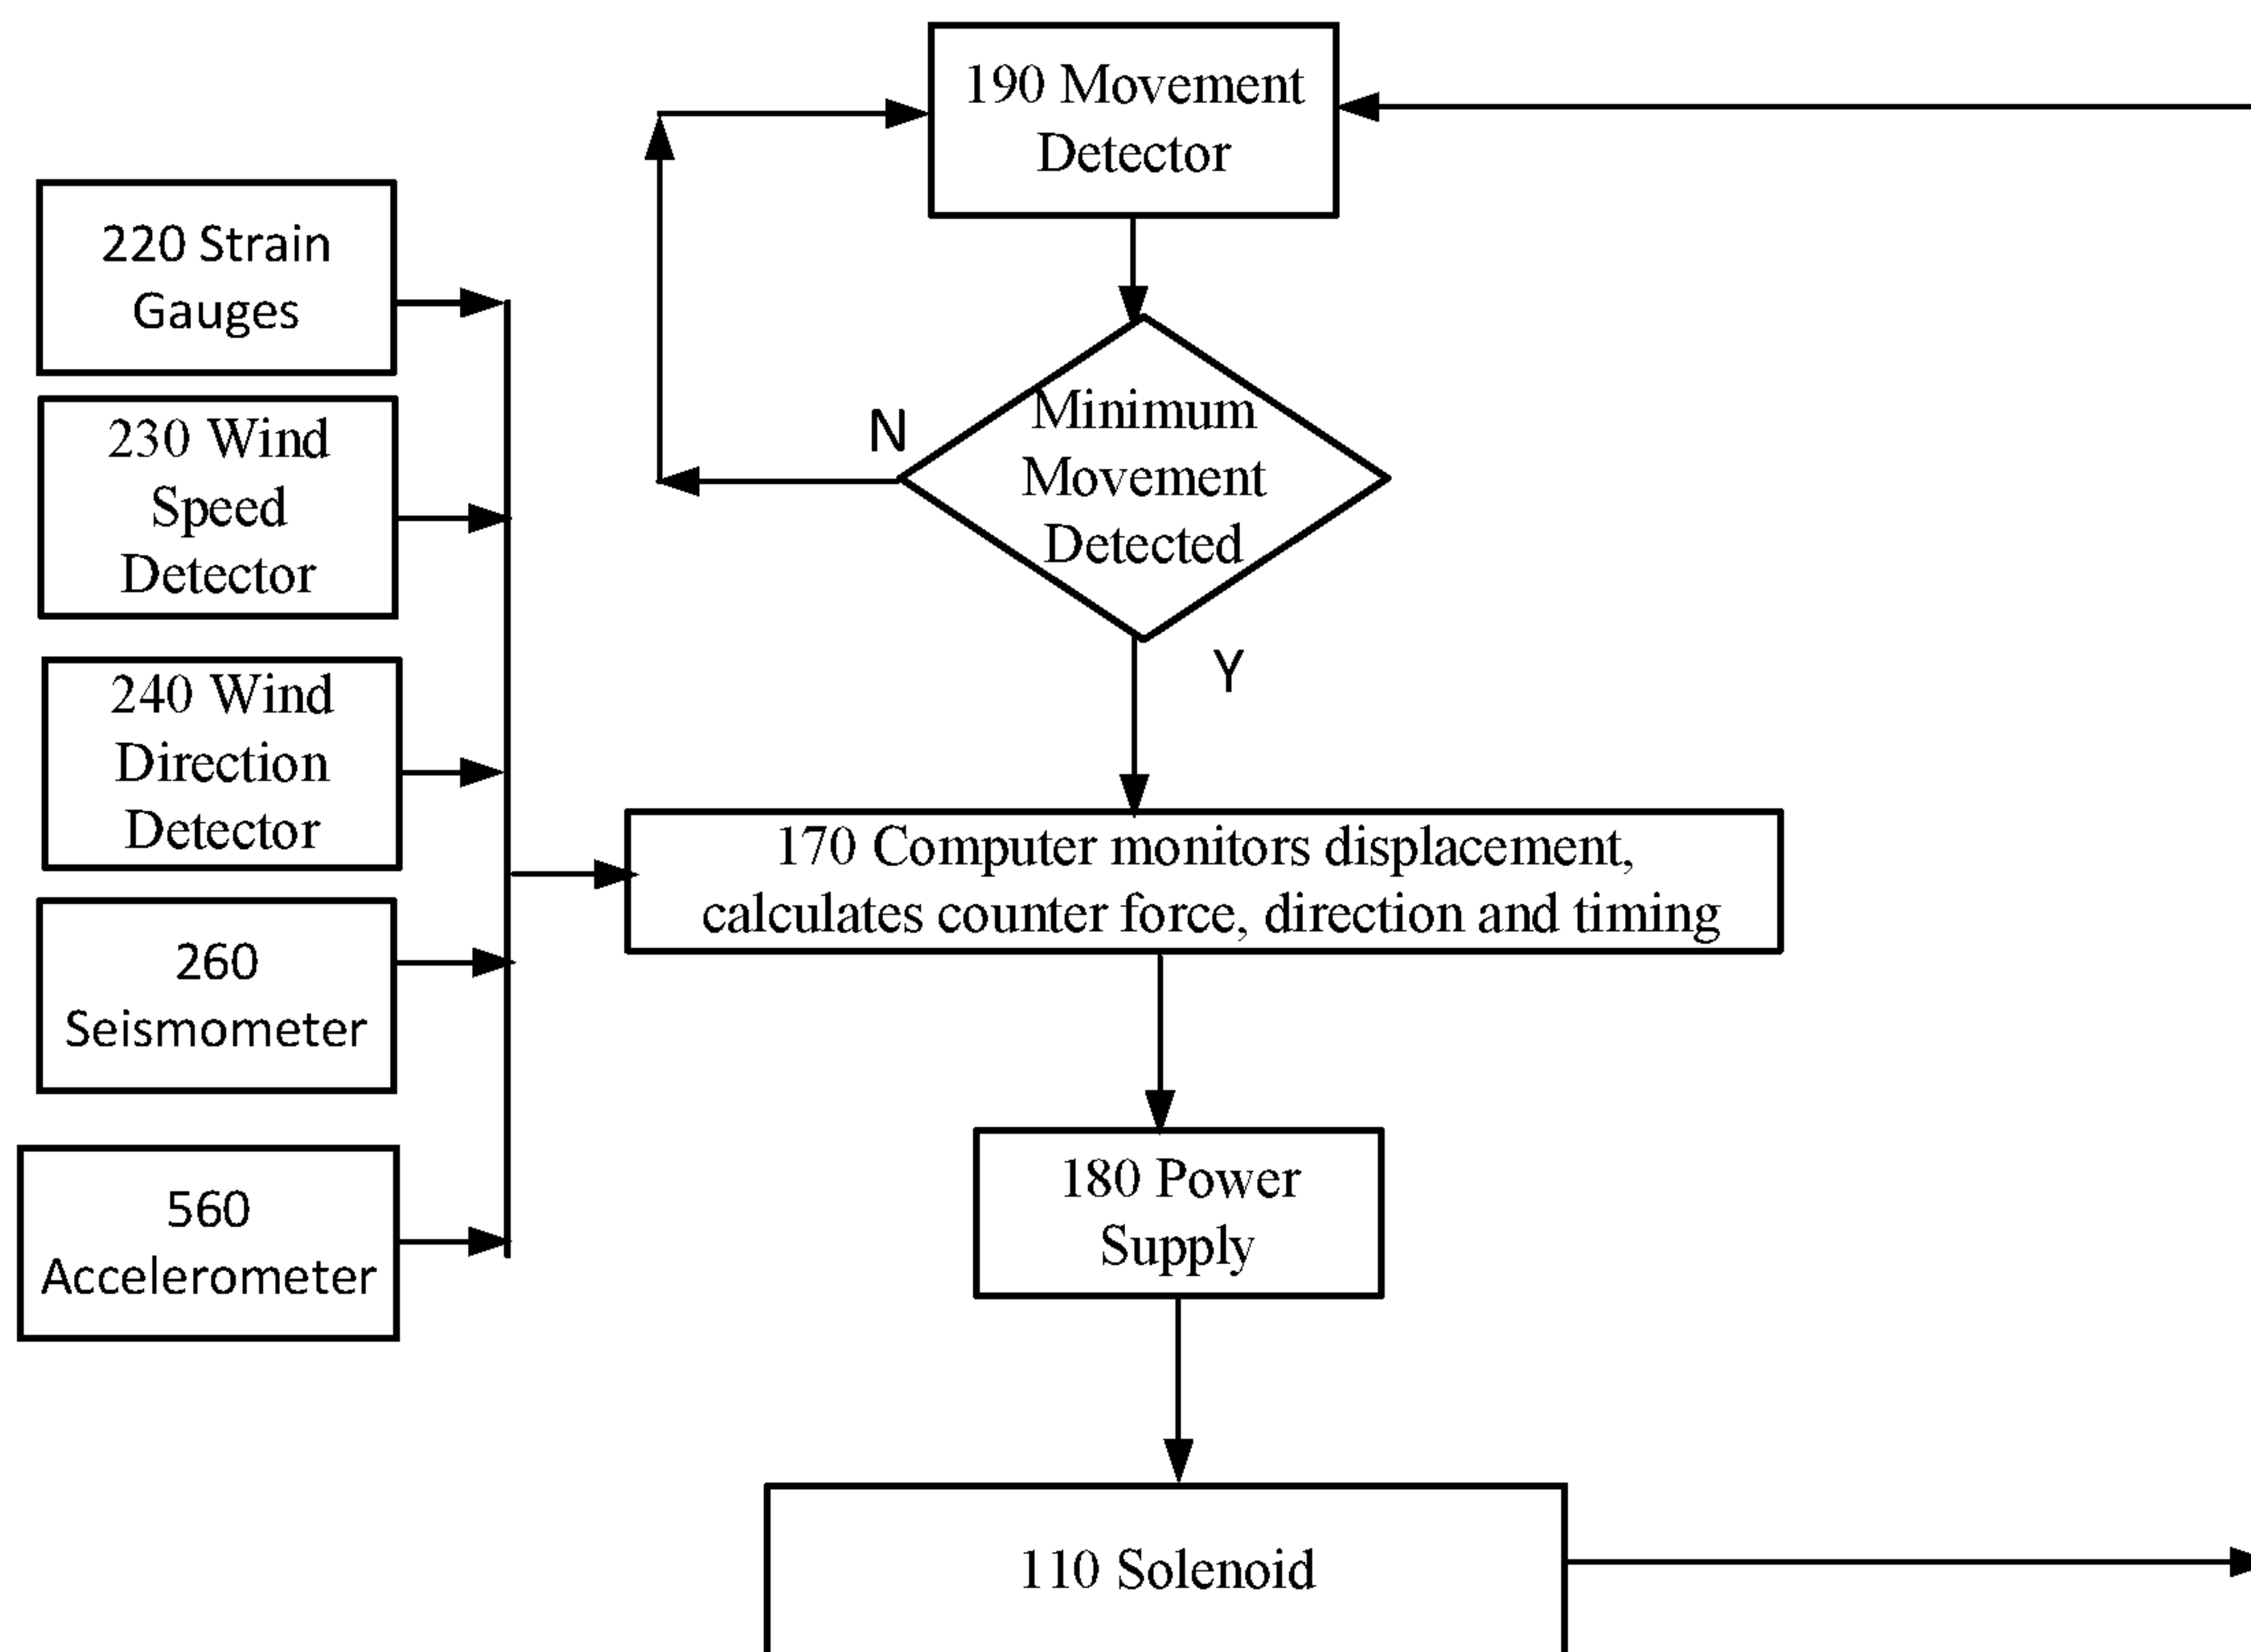 190 Movement
Detector
220 Strain
Gauges
230 Wind
Speed
Detector
N
Minimum
Movement
Detected
Y
240 Wind
Direction
Detector
170 Computer monitors displacement,
calculates counter force, direction and timing
260
Seismometer
180 Power
Supply
560
Accelerometer
110 Solenoid